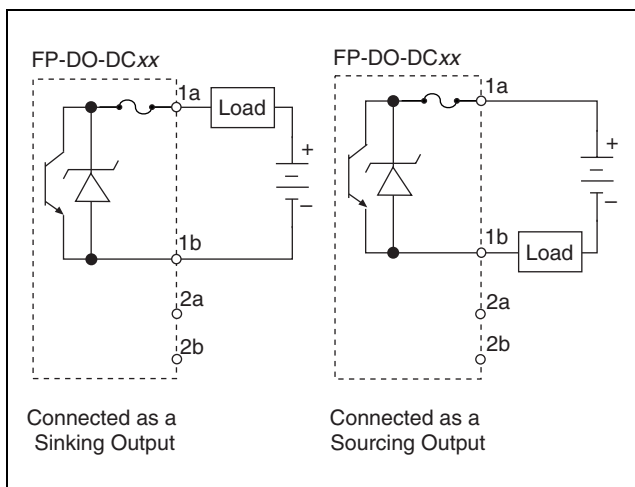 FP-DO-DCxx
1a
Load
+
–
1b
2a
2b
Connected as a
Sinking Output
FP-DO-DCxx
1a
+
–
1b
Load
2a
2b
Connected as a
Sourcing Output